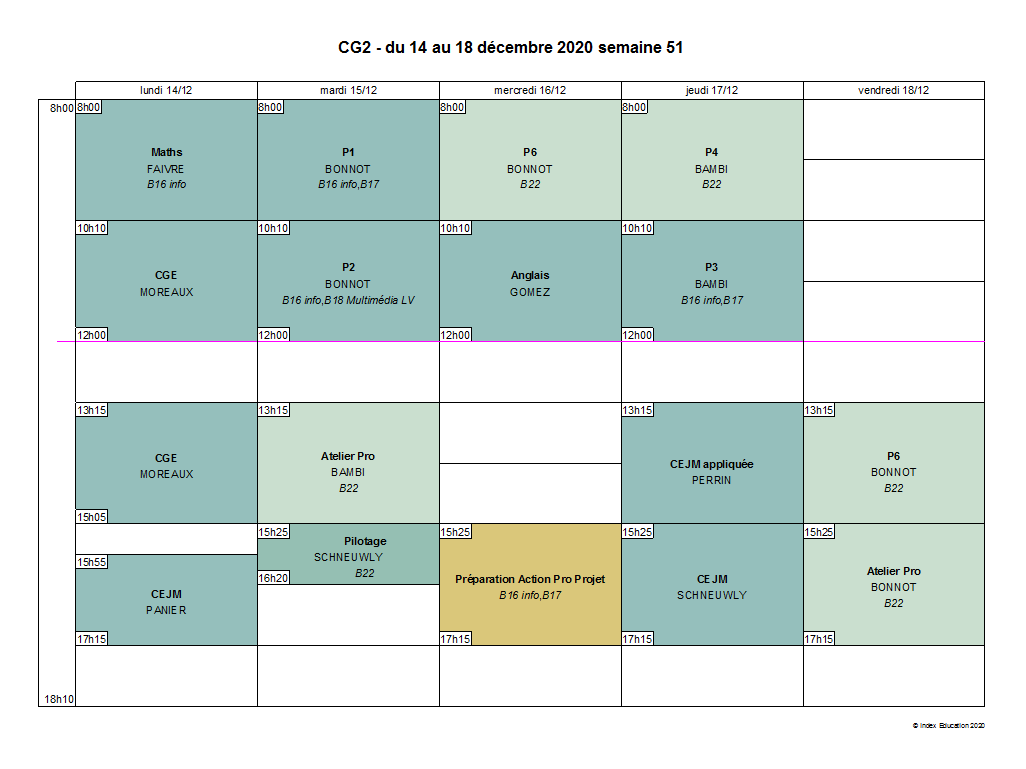 CG2 - du 14 au 18 décembre 2020 semaine 51
lundi 14/12
mardi 15/12
mercredi 16/12
jeudi 17/12
vendredi 18/12
8h00
8h00
Maths
FAIVRE
B16 info
8h00
P1
BONNOT
B16 info,B17
8h00
P6
BONNOT
B22
8h00
P4
BAMBI
B22
10h10
CGE
MOREAUX
12h00
10h10
P2
BONNOT
B16 info,B18 Multimédia LV
12h00
10h10
Anglais
GOMEZ
12h00
10h10
P3
BAMBI
B16 info,B17
12h00
13h15
CGE
MOREAUX
15h05
13h15
Atelier Pro
BAMBI
B22
13h15
CEJM appliquée
PERRIN
13h15
P6
BONNOT
B22
15h55
CEJM
PANIER
17h15
15h25
Pilotage
SCHNEUWLY
B22
16h20
15h25
Préparation Action Pro Projet
B16 info,B17
17h15
15h25
CEJM
SCHNEUWLY
17h15
15h25
Atelier Pro
BONNOT
B22
17h15
18h10
© Index Education 2020